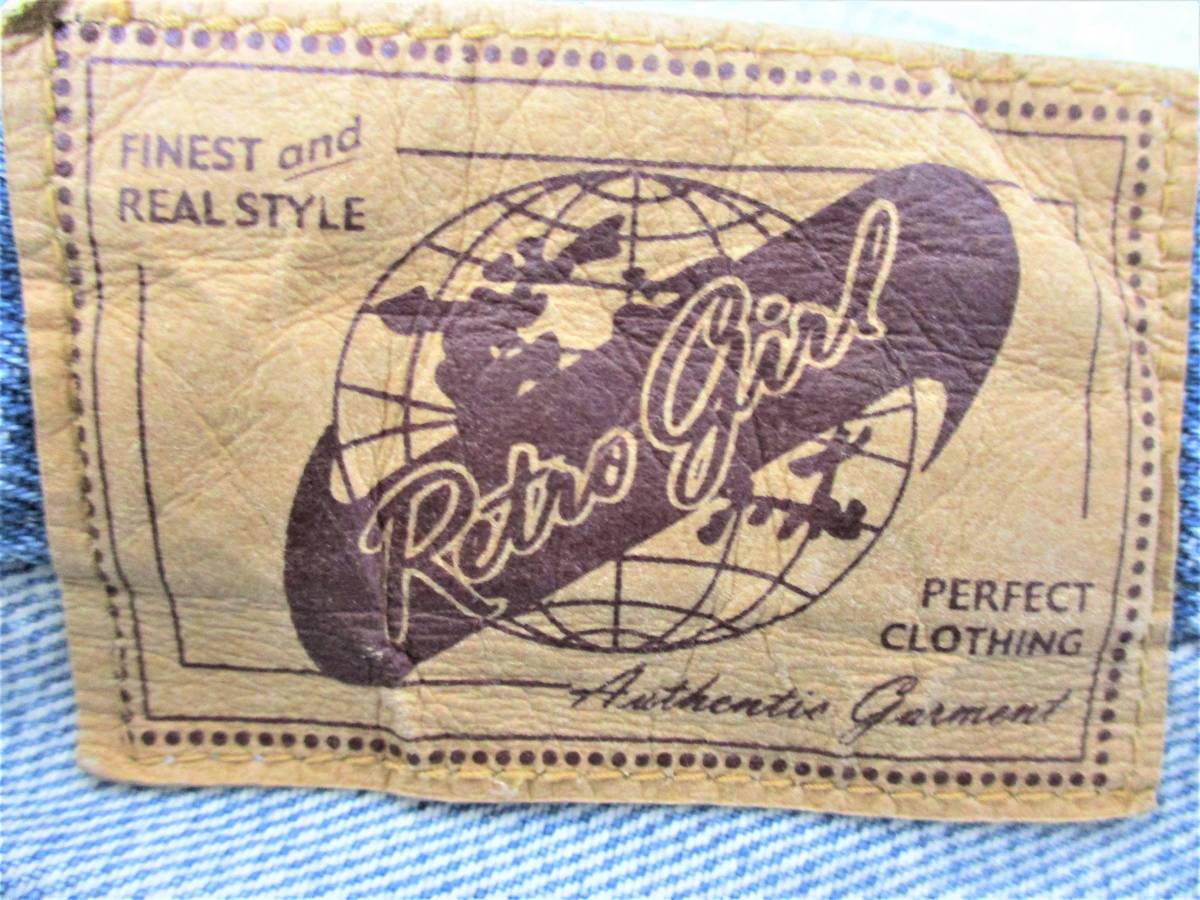 FINEST and
REAL STYLE
Retro Girl
PERFECT
CLOTHING
Authentic Garment